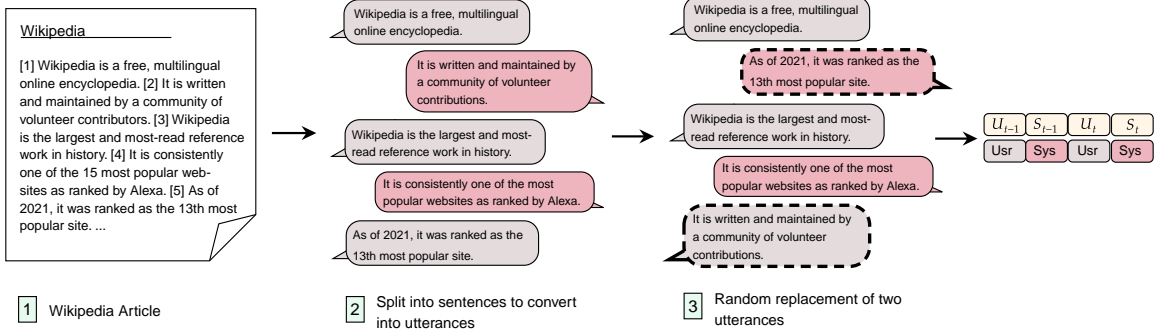 Wikipedia
[1] Wikipedia is a free, multilingual
online encyclopedia. [2] It is written
and maintained by a community of
volunteer contributors. [3] Wikipedia
is the largest and most-read reference
work in history. [4] It is consistently
one of the 15 most popular web-
sites as ranked by Alexa. [5] As of
2021, it was ranked as the 13th most
popular site. ...
1 Wikipedia Article
Wikipedia is a free, multilingual
online encyclopedia.
It is written and maintained by
a community of volunteer
contributions.
Wikipedia is the largest and most-
read reference work in history.
It is consistently one of the most
popular websites as ranked by Alexa.
As of 2021, it was ranked as the
13th most popular site.
2 Split into sentences to convert
into utterances
Wikipedia is a free, multilingual
online encyclopedia.
As of 2021, it was ranked as the
13th most popular site.
Wikipedia is the largest and most-
read reference work in history.
It is consistently one of the most
popular websites as ranked by Alexa.
It is written and maintained by
a community of volunteer
contributions.
3 Random replacement of two
utterances
U_{t−1} S_{t−1} U_t S_t
Usr Sys Usr Sys